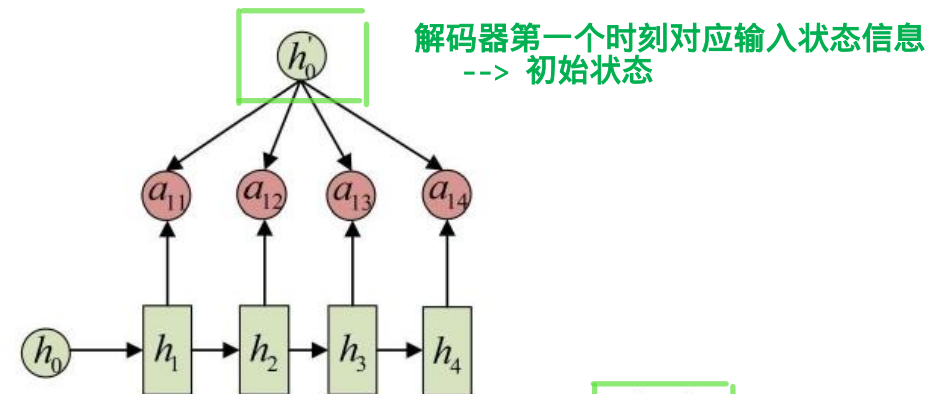 h'₀
解码器第一个时刻对应输入状态信息
--> 初始状态
a₁₁ a₁₂ a₁₃ a₁₄
h₀ h₁ h₂ h₃ h₄